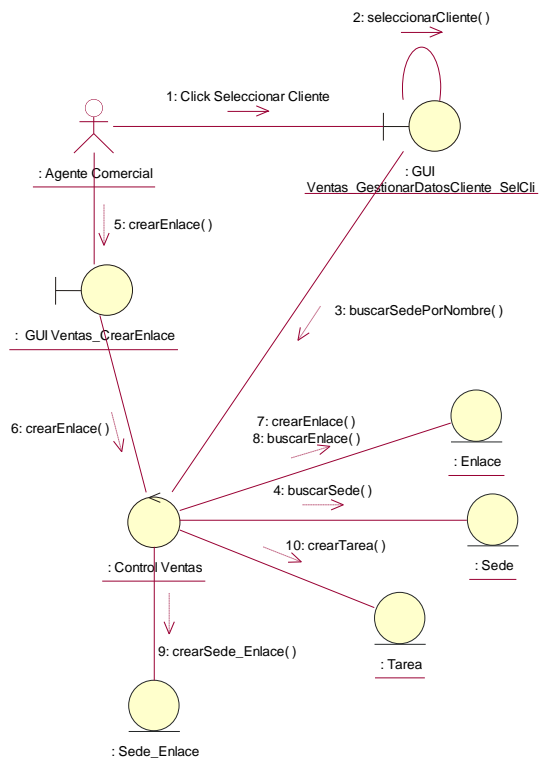 2: seleccionarCliente( )
1: Click Seleccionar Cliente
: Agente Comercial
: GUI
Ventas_GestionarDatosCliente_SelCli
5: crearEnlace( )
: GUI Ventas_CrearEnlace
3: buscarSedePorNombre( )
6: crearEnlace( )
7: crearEnlace( )
8: buscarEnlace( )
: Enlace
4: buscarSede( )
: Sede
10: crearTarea( )
: Control Ventas
: Tarea
9: crearSede_Enlace( )
: Sede_Enlace